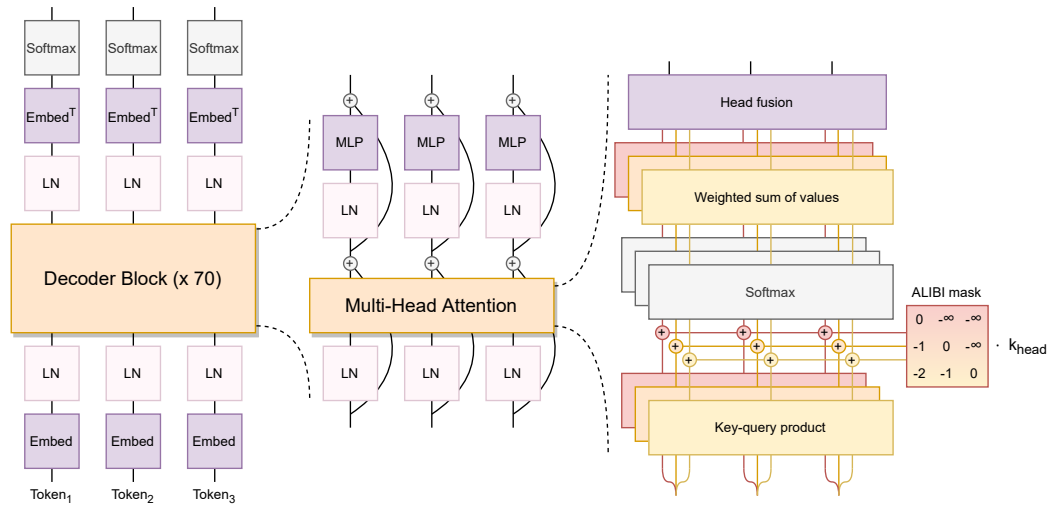 Softmax Softmax Softmax
Embed^T Embed^T Embed^T
LN LN LN
Decoder Block (x 70)
LN LN LN
Embed Embed Embed
Token₁ Token₂ Token₃
+ + +
MLP MLP MLP
LN LN LN
+ + +
Multi-Head Attention
LN LN LN
Head fusion
Weighted sum of values
Softmax
+ + +
+ + +
+ + +
Key-query product
ALIBI mask
0 -∞ -∞
-1 0 -∞
-2 -1 0
· k_head